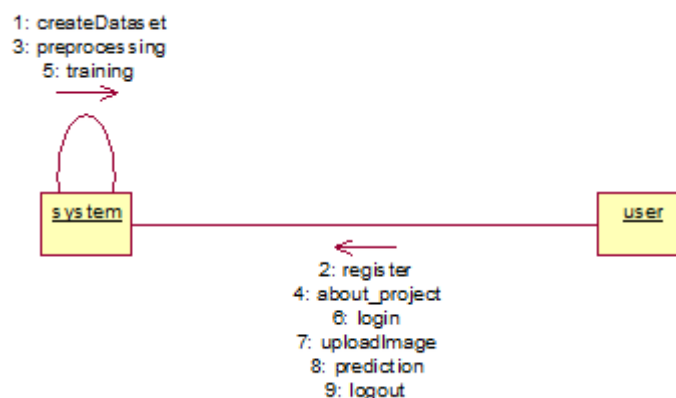 1: createDataset
3: preprocessing
5: training
system
user
2: register
4: about_project
6: login
7: uploadImage
8: prediction
9: logout